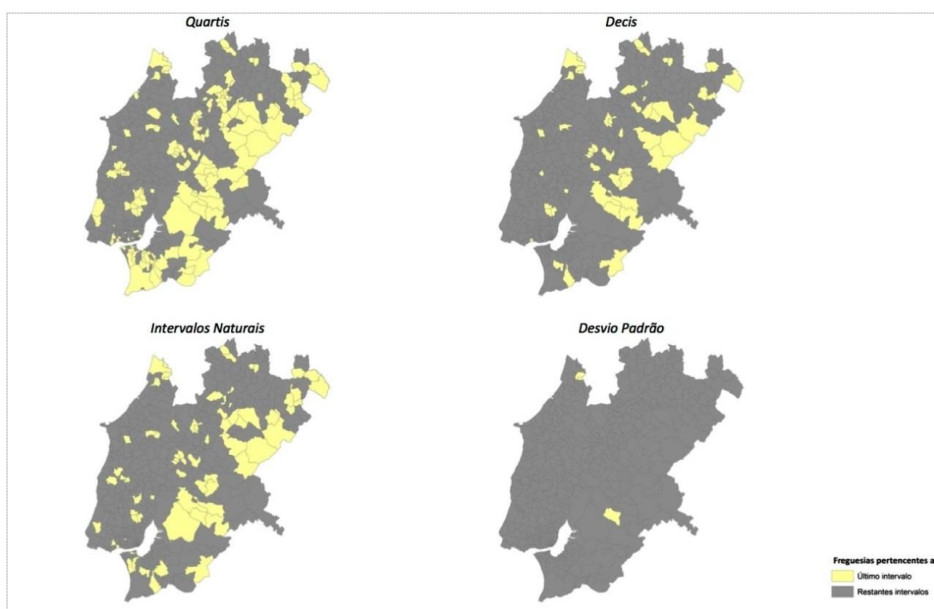 Quartis
Decis
Intervalos Naturais
Desvio Padrão
Freguesias pertencentes a
Último intervalo
Restantes intervalos